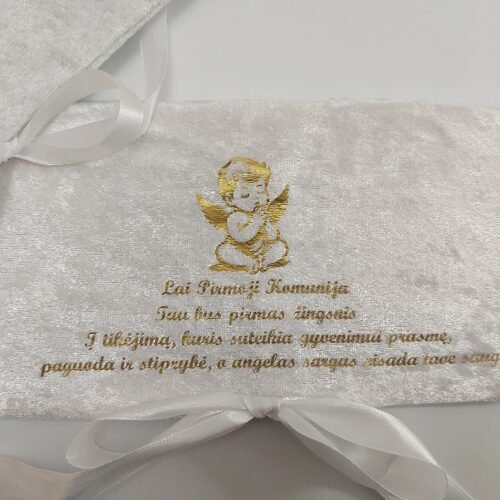 Lai Pirmoji Komunija
Tau bus pirmas žingsnis
Į tikėjimą, kuris suteikia gyvenimui prasmę,
paguoda ir stiprybė, o angelas sargas visada tave saug